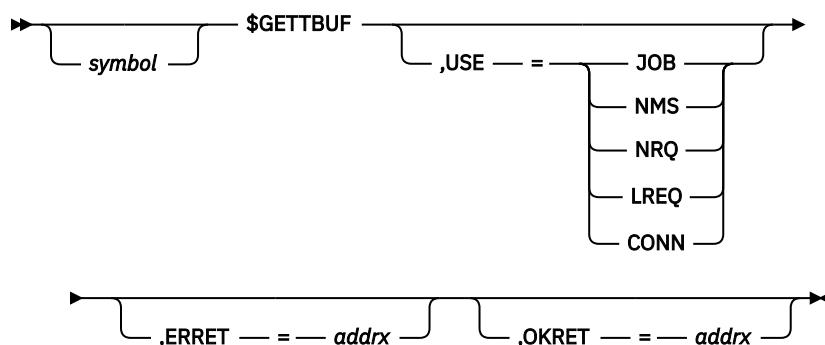 $GETTBUF
symbol
,USE = JOB
NMS
NRQ
LREQ
CONN
,ERRET = addrx ,OKRET = addrx